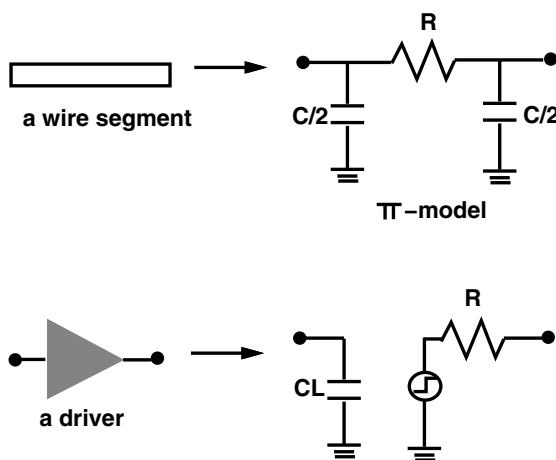 R
a wire segment
C/2
C/2
π-model
R
CL
a driver